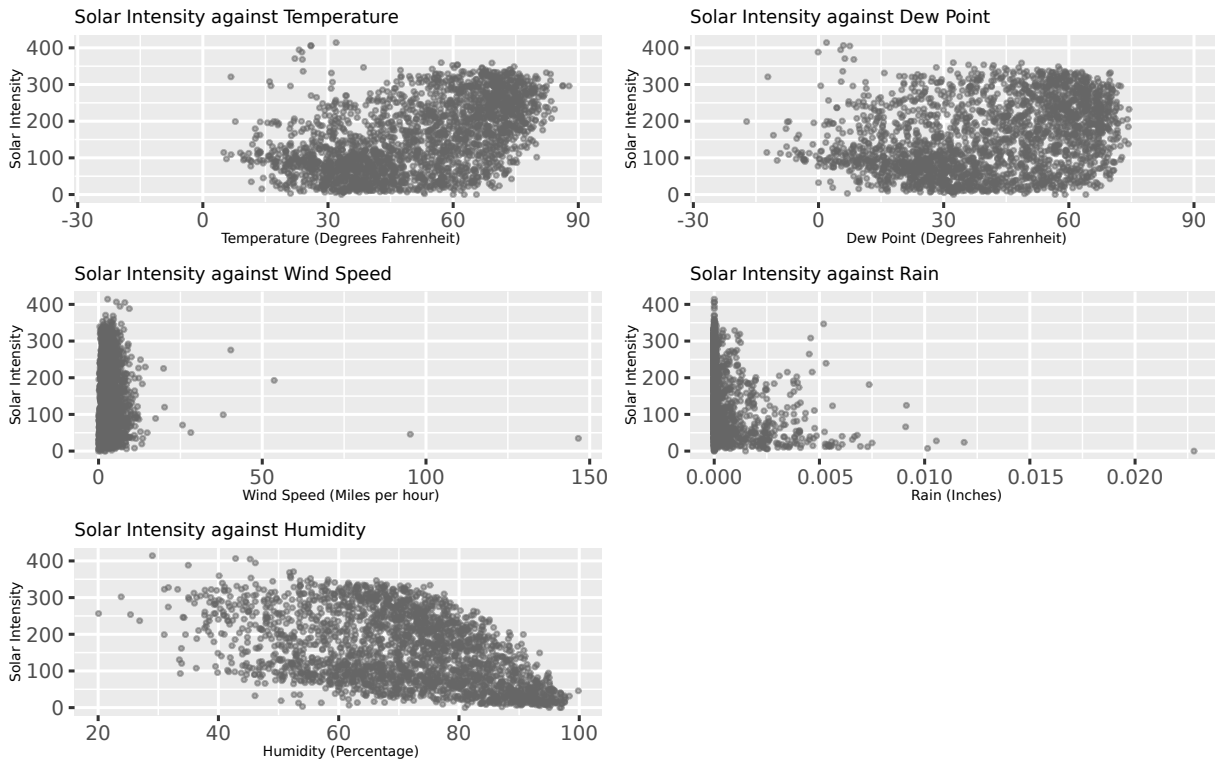 Solar Intensity against Temperature
Solar Intensity
400
300
200
100
0
-30 0 30 60 90
Temperature (Degrees Fahrenheit)
Solar Intensity against Dew Point
Solar Intensity
400
300
200
100
0
-30 0 30 60 90
Dew Point (Degrees Fahrenheit)
Solar Intensity against Wind Speed
Solar Intensity
400
300
200
100
0
0 50 100 150
Wind Speed (Miles per hour)
Solar Intensity against Rain
Solar Intensity
400
300
200
100
0
0.000 0.005 0.010 0.015 0.020
Rain (Inches)
Solar Intensity against Humidity
Solar Intensity
400
300
200
100
0
20 40 60 80 100
Humidity (Percentage)